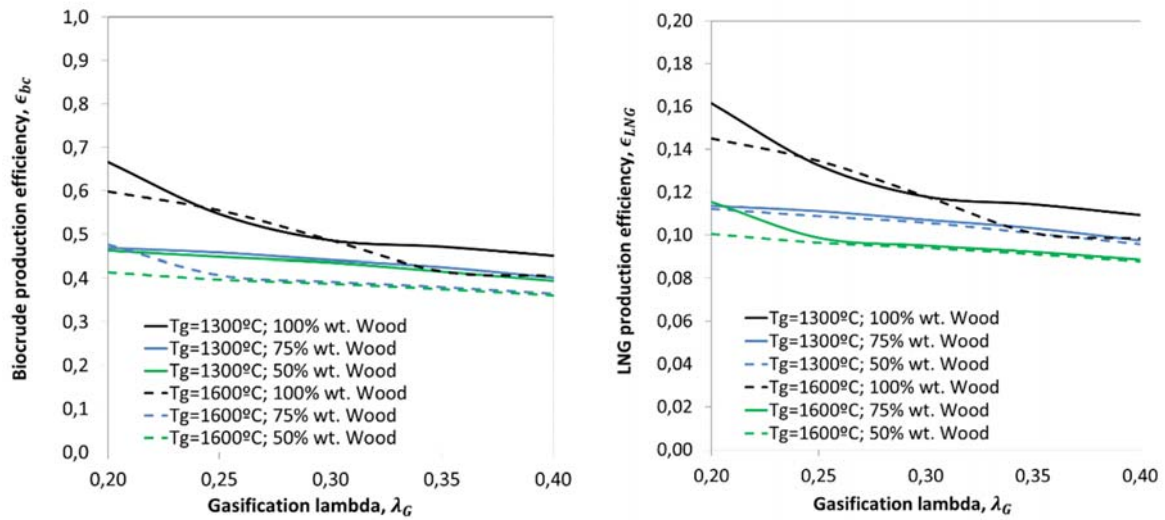 Biocrude production efficiency, ϵbc
1,0
0,9
0,8
0,7
0,6
0,5
0,4
0,3
0,2
0,1
0,0
Tg=1300ºC; 100% wt. Wood
Tg=1300ºC; 75% wt. Wood
Tg=1300ºC; 50% wt. Wood
Tg=1600ºC; 100% wt. Wood
Tg=1600ºC; 75% wt. Wood
Tg=1600ºC; 50% wt. Wood
0,20 0,25 0,30 0,35 0,40
Gasification lambda, λG
LNG production efficiency, ϵLNG
0,20
0,18
0,16
0,14
0,12
0,10
0,08
0,06
0,04
0,02
0,00
Tg=1300ºC; 100% wt. Wood
Tg=1300ºC; 75% wt. Wood
Tg=1300ºC; 50% wt. Wood
Tg=1600ºC; 100% wt. Wood
Tg=1600ºC; 75% wt. Wood
Tg=1600ºC; 50% wt. Wood
0,20 0,25 0,30 0,35 0,40
Gasification lambda, λG